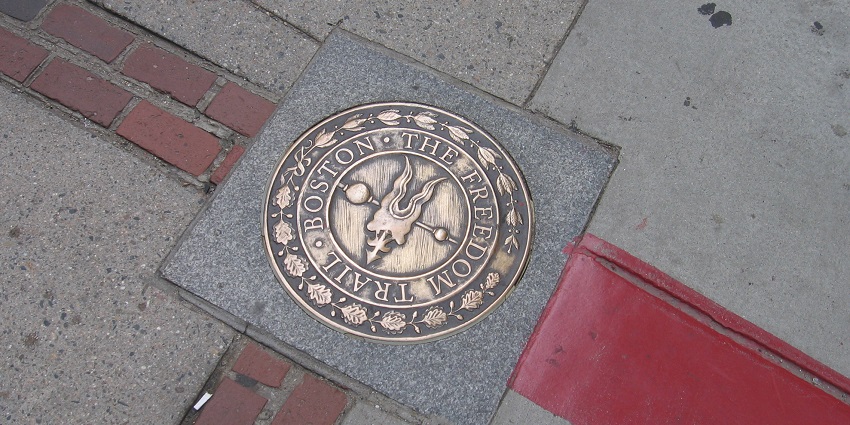 THE FREEDOM TRAIL · BOSTON ·